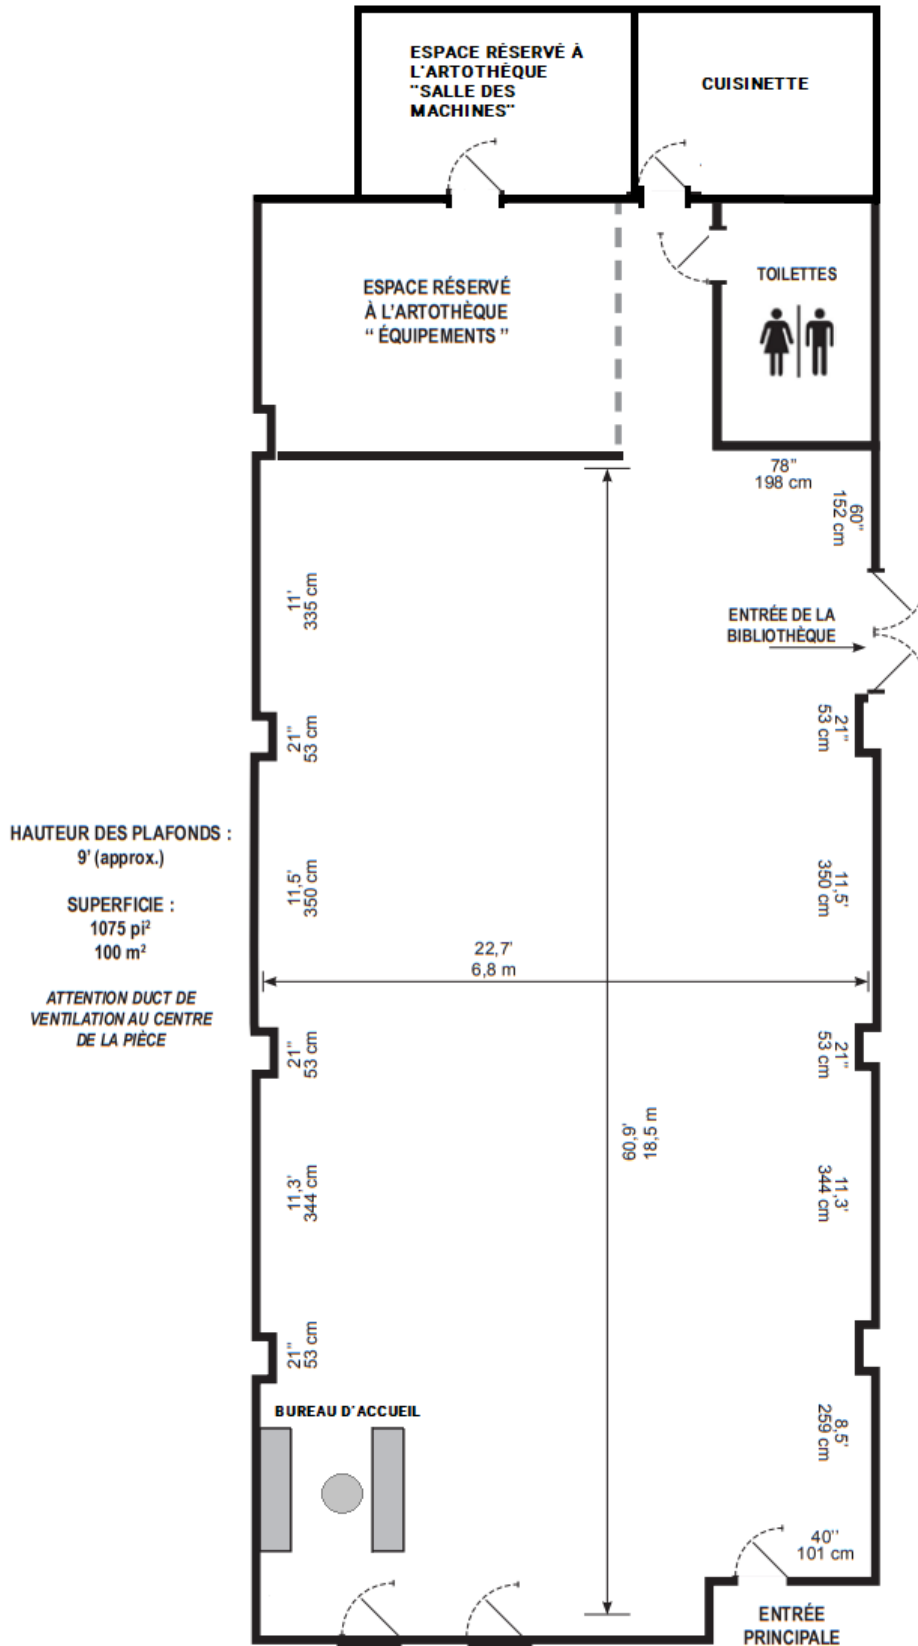 ESPACE RÉSERVÉ À
L'ARTOTHÈQUE
"SALLE DES
MACHINES"
CUISINETTE
ESPACE RÉSERVÉ
À L'ARTOTHÈQUE
“ ÉQUIPEMENTS ”
TOILETTES
78”
198 cm
60”
152 cm
11'
335 cm
ENTRÉE DE LA
BIBLIOTHÈQUE
21”
53 cm
21”
53 cm
HAUTEUR DES PLAFONDS :
9' (approx.)
SUPERFICIE :
1075 pi²
100 m²
ATTENTION DUCT DE
VENTILATION AU CENTRE
DE LA PIÈCE
11,5'
350 cm
11,5'
350 cm
22,7'
6,8 m
21”
53 cm
21”
53 cm
60,9'
18,5 m
11,3'
344 cm
11,3'
344 cm
21”
53 cm
BUREAU D'ACCUEIL
8,5'
259 cm
40”
101 cm
ENTRÉE
PRINCIPALE